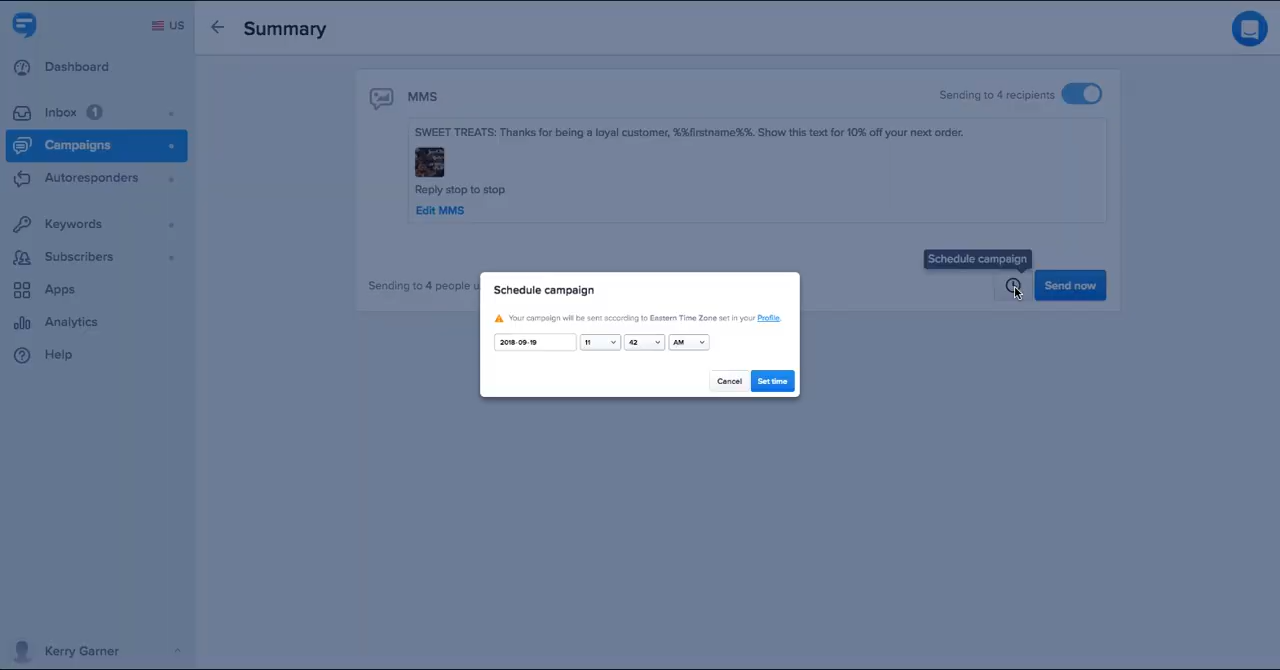 US
Summary
Dashboard
Inbox 1
Campaigns
Autoresponders
Keywords
Subscribers
Apps
Analytics
Help
Kerry Garner
MMS
Sending to 4 recipients
SWEET TREATS: Thanks for being a loyal customer, %%firstname%%. Show this text for 10% off your next order.
Reply stop to stop
Edit MMS
Schedule campaign
Sending to 4 people
Send now
Schedule campaign
Your campaign will be sent according to Eastern Time Zone set in your Profile.
2018-09-19 11 42 AM
Cancel Set time